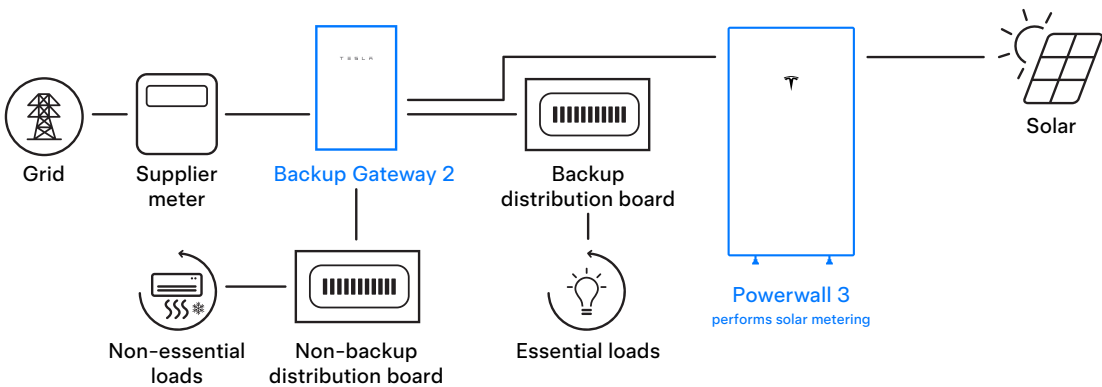 TESLA
Grid
Supplier
meter
Backup Gateway 2
Backup
distribution board
Solar
Powerwall 3
performs solar metering
Non-essential
loads
Non-backup
distribution board
Essential loads